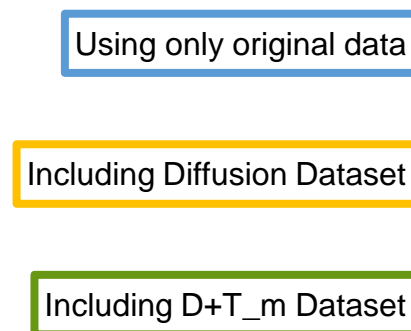 Using only original data
Including Diffusion Dataset
Including D+T_m Dataset